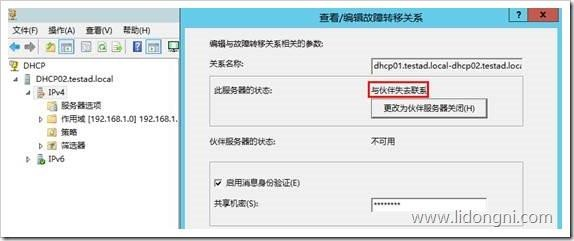 查看/编辑故障转移关系
文件(F) 操作(A) 查看(V) 帮助(H)
DHCP
DHCP02.testad.local
IPv4
服务器选项
作用域 [192.168.1.0] 192.168.1.
策略
筛选器
IPv6
编辑与故障转移关系相关的参数:
关系名称:
dhcp01.testad.local-dhcp02.testad.loca
此服务器的状态:
与伙伴失去联系
更改为伙伴服务器关闭(H)
伙伴服务器的状态:
不可用
启用消息身份验证(E)
共享机密(S):
********
www.lidongni.com